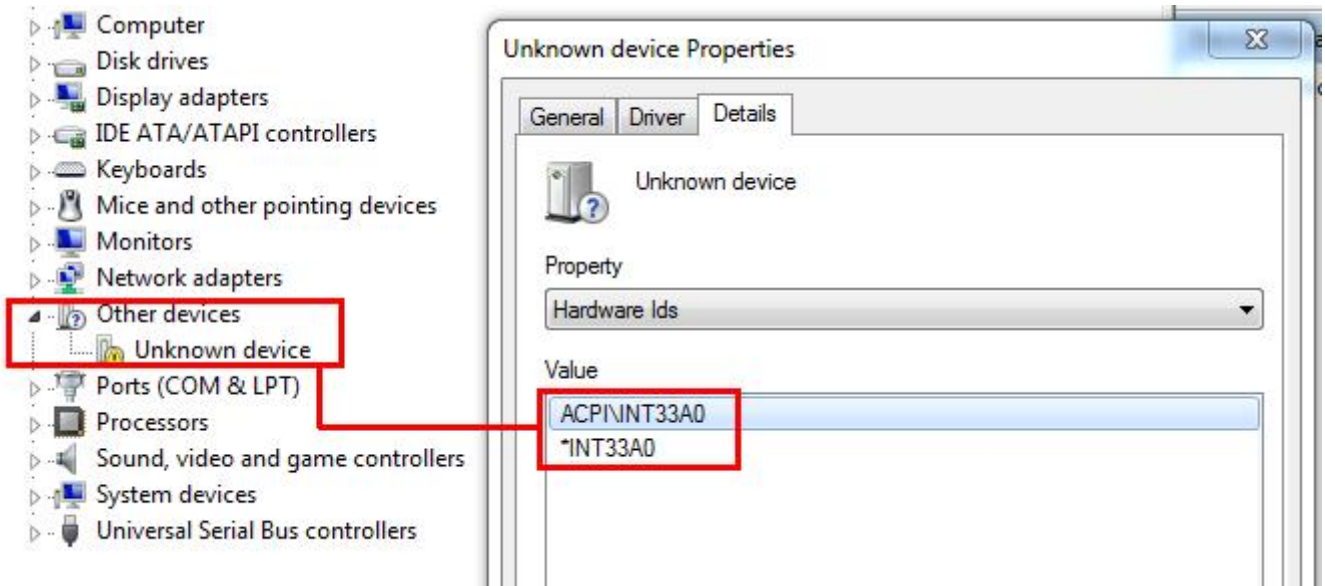 Computer
Disk drives
Display adapters
IDE ATA/ATAPI controllers
Keyboards
Mice and other pointing devices
Monitors
Network adapters
Other devices
Unknown device
Ports (COM & LPT)
Processors
Sound, video and game controllers
System devices
Universal Serial Bus controllers
Unknown device Properties
General Driver Details
Unknown device
Property
Hardware Ids
Value
ACPI\INT33A0
*INT33A0